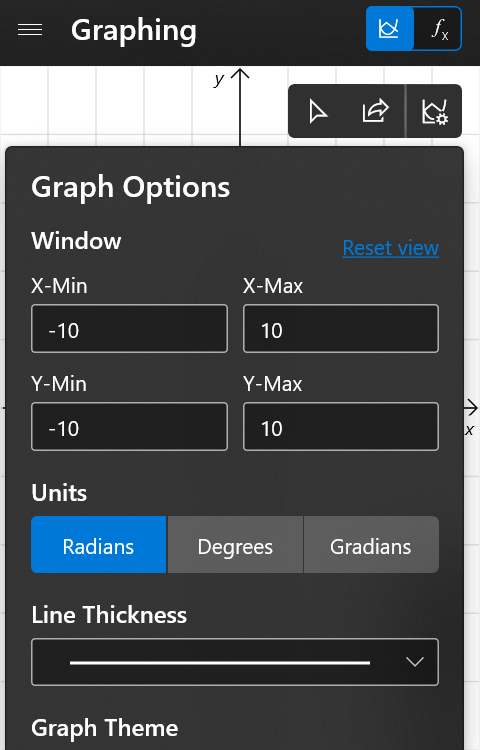 Graphing
fx
y
Graph Options
Window
Reset view
X-Min X-Max
-10 10
Y-Min Y-Max
-10 10
x
Units
Radians Degrees Gradians
Line Thickness
Graph Theme